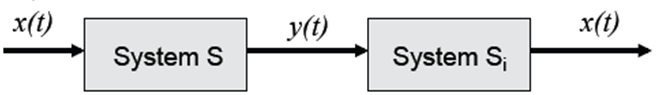 x(t) y(t) x(t)
System S System Sᵢ